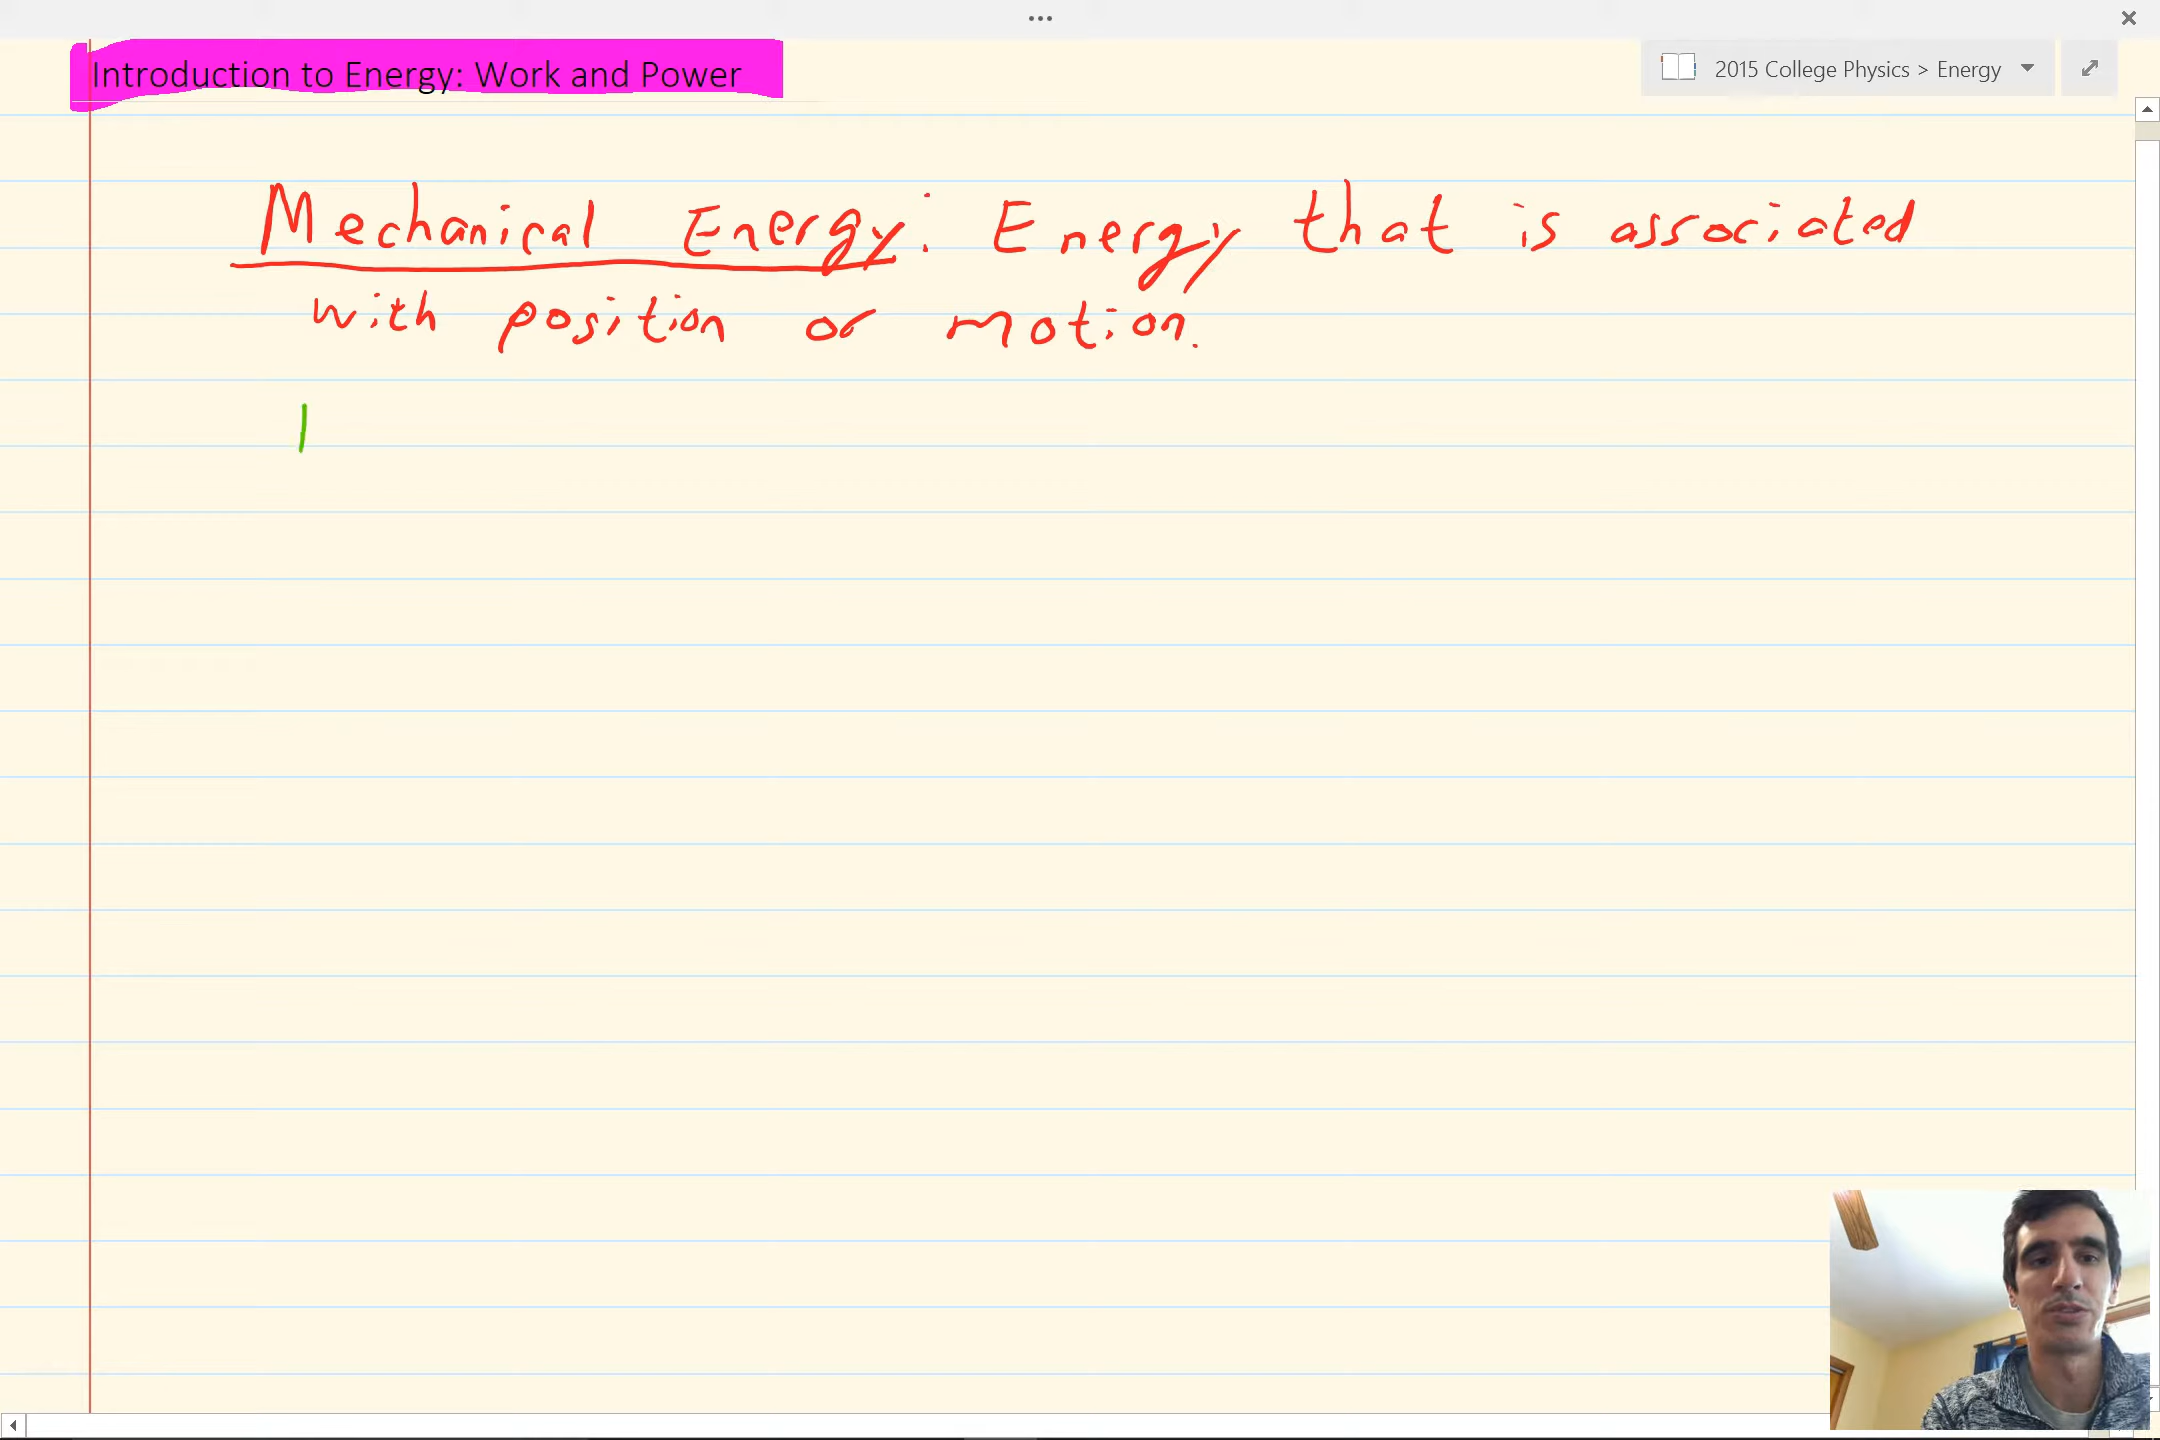 Introduction to Energy: Work and Power
2015 College Physics > Energy
Mechanical Energy: Energy that is associated
with position or motion.